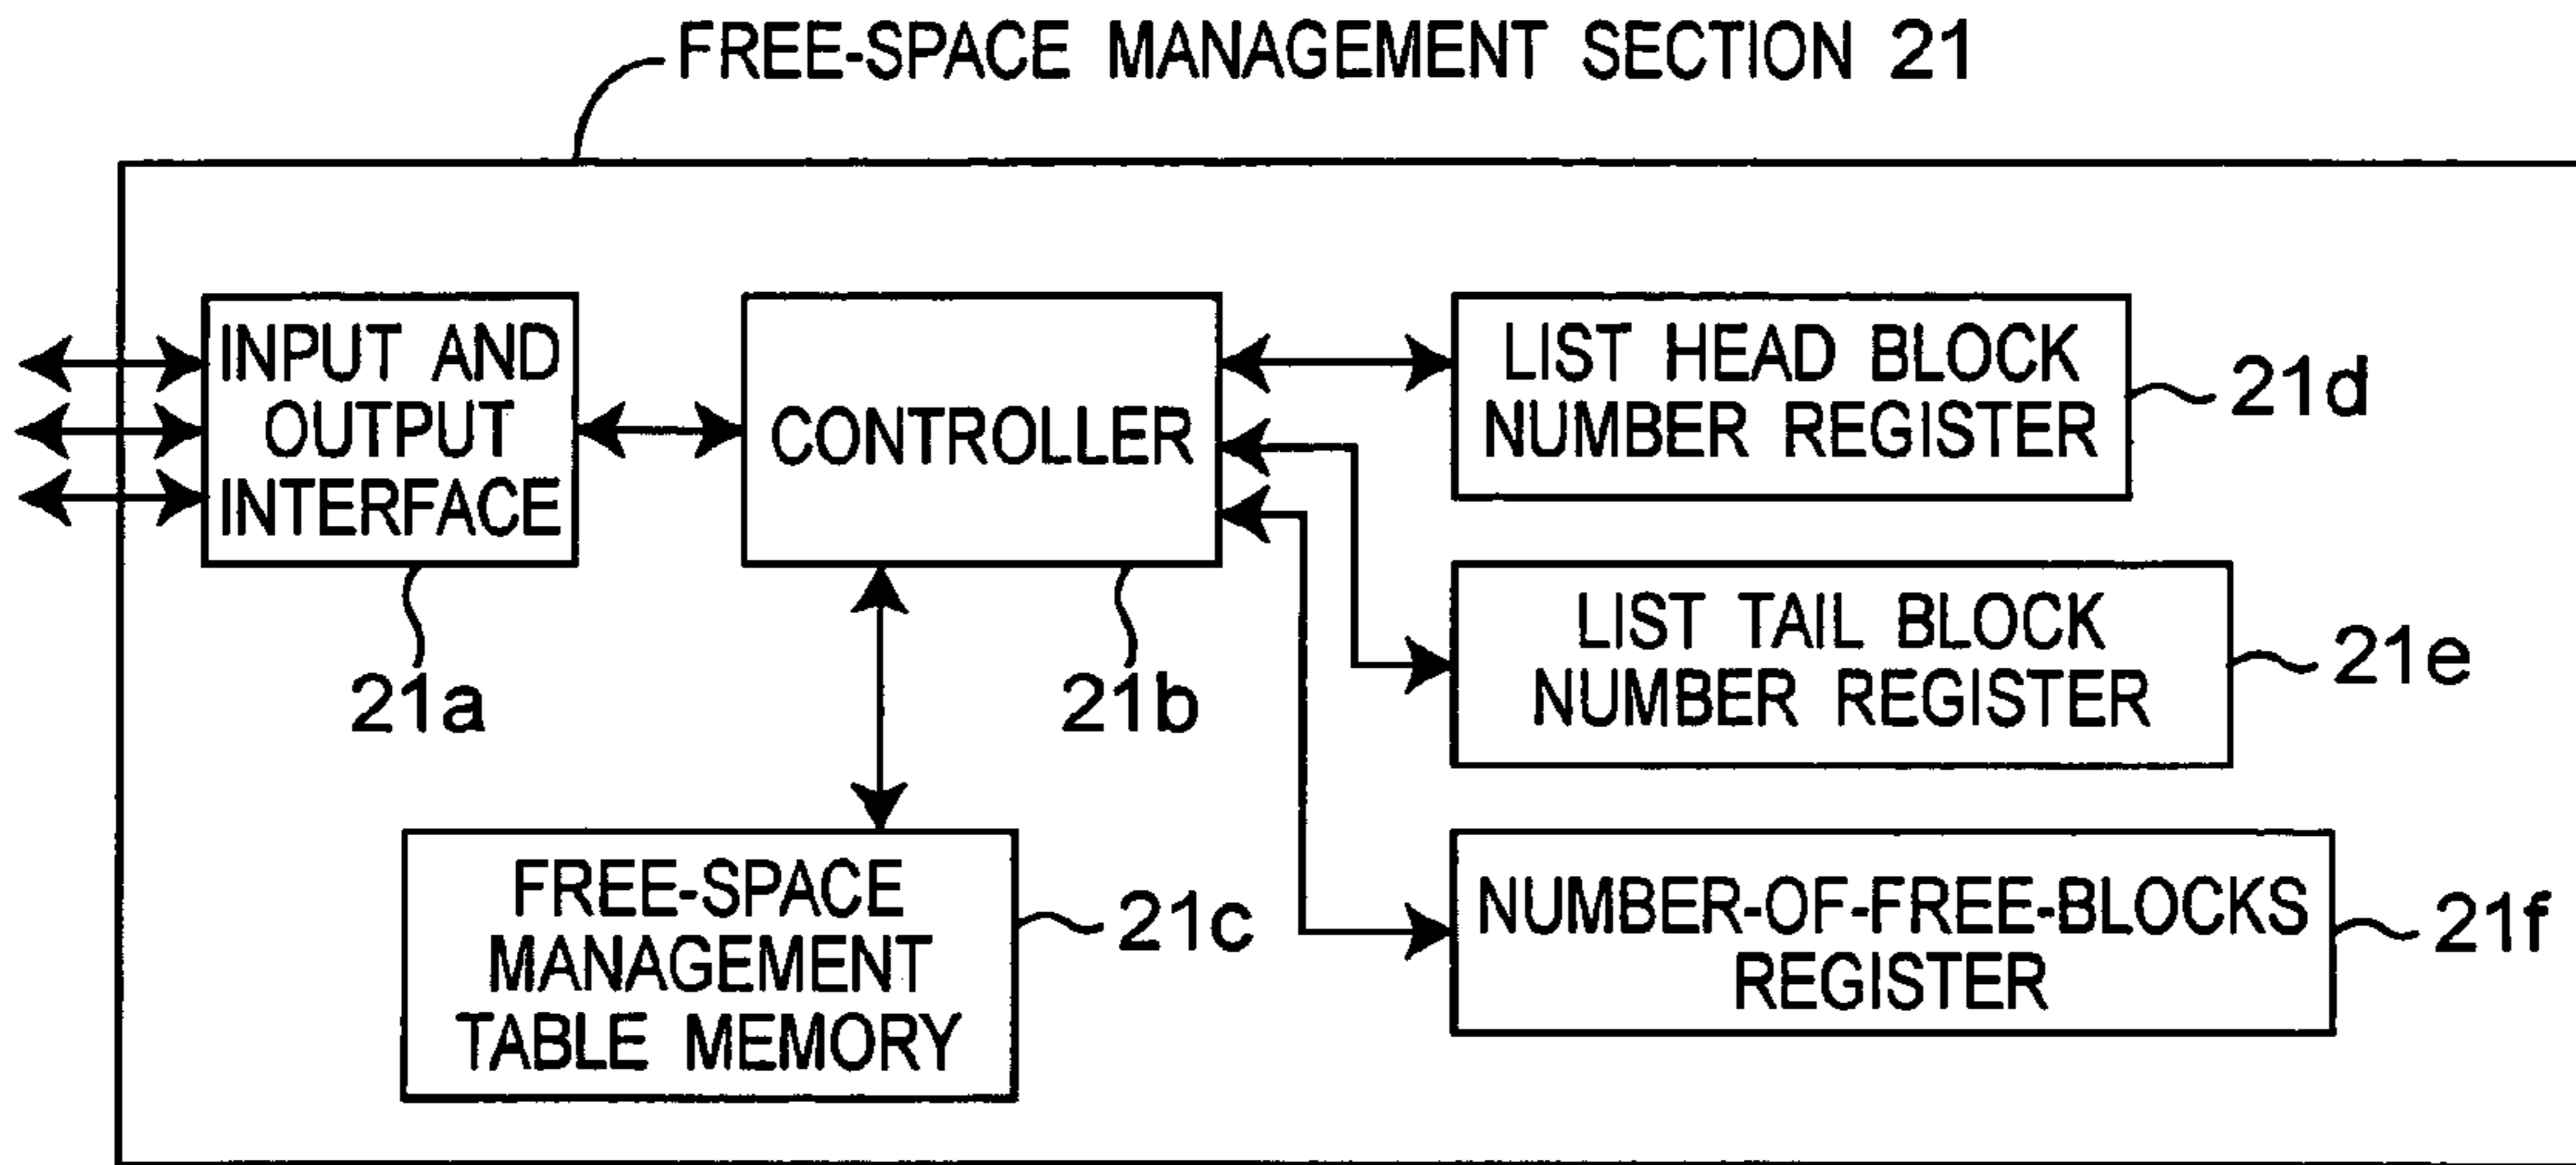 FREE-SPACE MANAGEMENT SECTION 21
INPUT AND
OUTPUT
INTERFACE
21a
CONTROLLER
21b
FREE-SPACE
MANAGEMENT
TABLE MEMORY
21c
LIST HEAD BLOCK
NUMBER REGISTER
21d
LIST TAIL BLOCK
NUMBER REGISTER
21e
NUMBER-OF-FREE-BLOCKS
REGISTER
21f